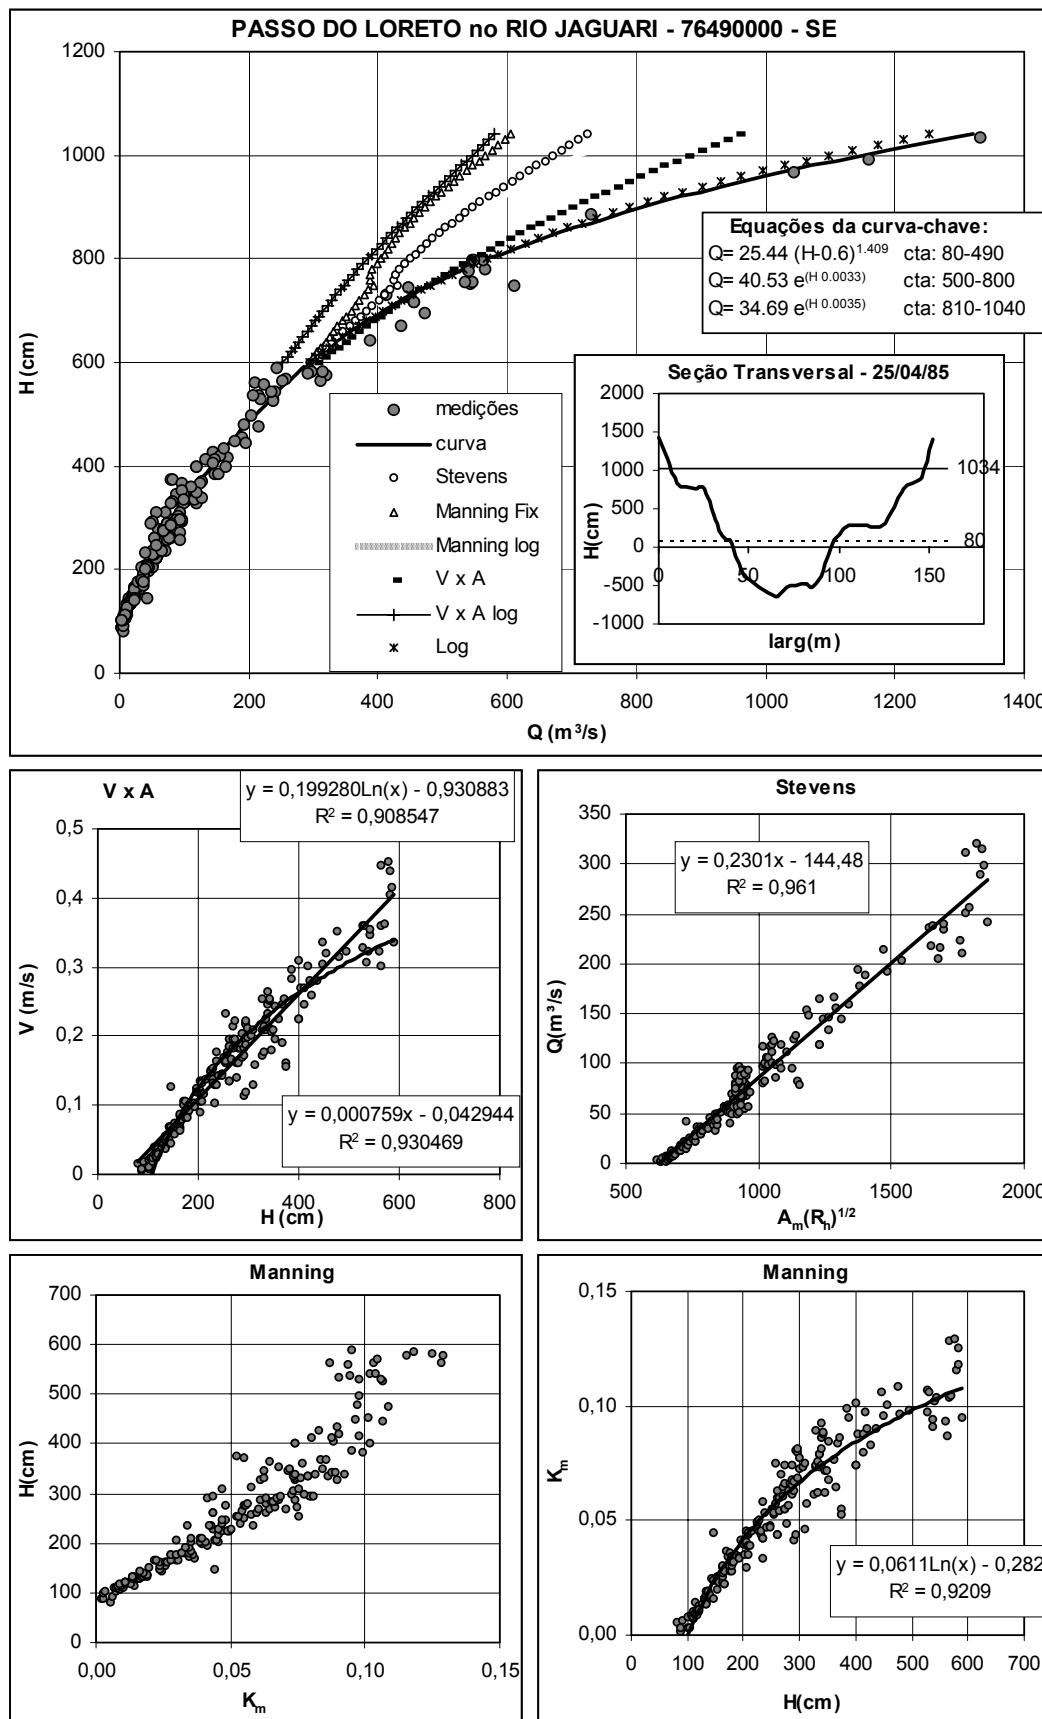 PASSO DO LORETO no RIO JAGUARI - 76490000 - SE
1200
1000
800
600
400
200
0
H (cm)
0 200 400 600 800 1000 1200 1400
Q (m³/s)
Equações da curva-chave:
Q= 25.44 (H-0.6)^1.409 cta: 80-490
Q= 40.53 e^(H 0.0033) cta: 500-800
Q= 34.69 e^(H 0.0035) cta: 810-1040
medições
curva
Stevens
Manning Fix
Manning log
V x A
V x A log
Log
Seção Transversal - 25/04/85
2000
1500
1000
500
0
-500
-1000
H(cm)
1034
80
0 50 100 150
larg(m)
V x A
y = 0,199280Ln(x) - 0,930883
R² = 0,908547
0,5
0,4
0,3
0,2
0,1
0
V (m/s)
y = 0,000759x - 0,042944
R² = 0,930469
0 200 400 600 800
H (cm)
Stevens
350
300
250
200
150
100
50
0
Q(m³/s)
y = 0,2301x - 144,48
R² = 0,961
500 1000 1500 2000
Aₘ(Rₕ)^1/2
Manning
700
600
500
400
300
200
100
0
H(cm)
0,00 0,05 0,10 0,15
Kₘ
Manning
0,15
0,10
0,05
0,00
Kₘ
y = 0,0611Ln(x) - 0,282
R² = 0,9209
0 100 200 300 400 500 600 700
H(cm)